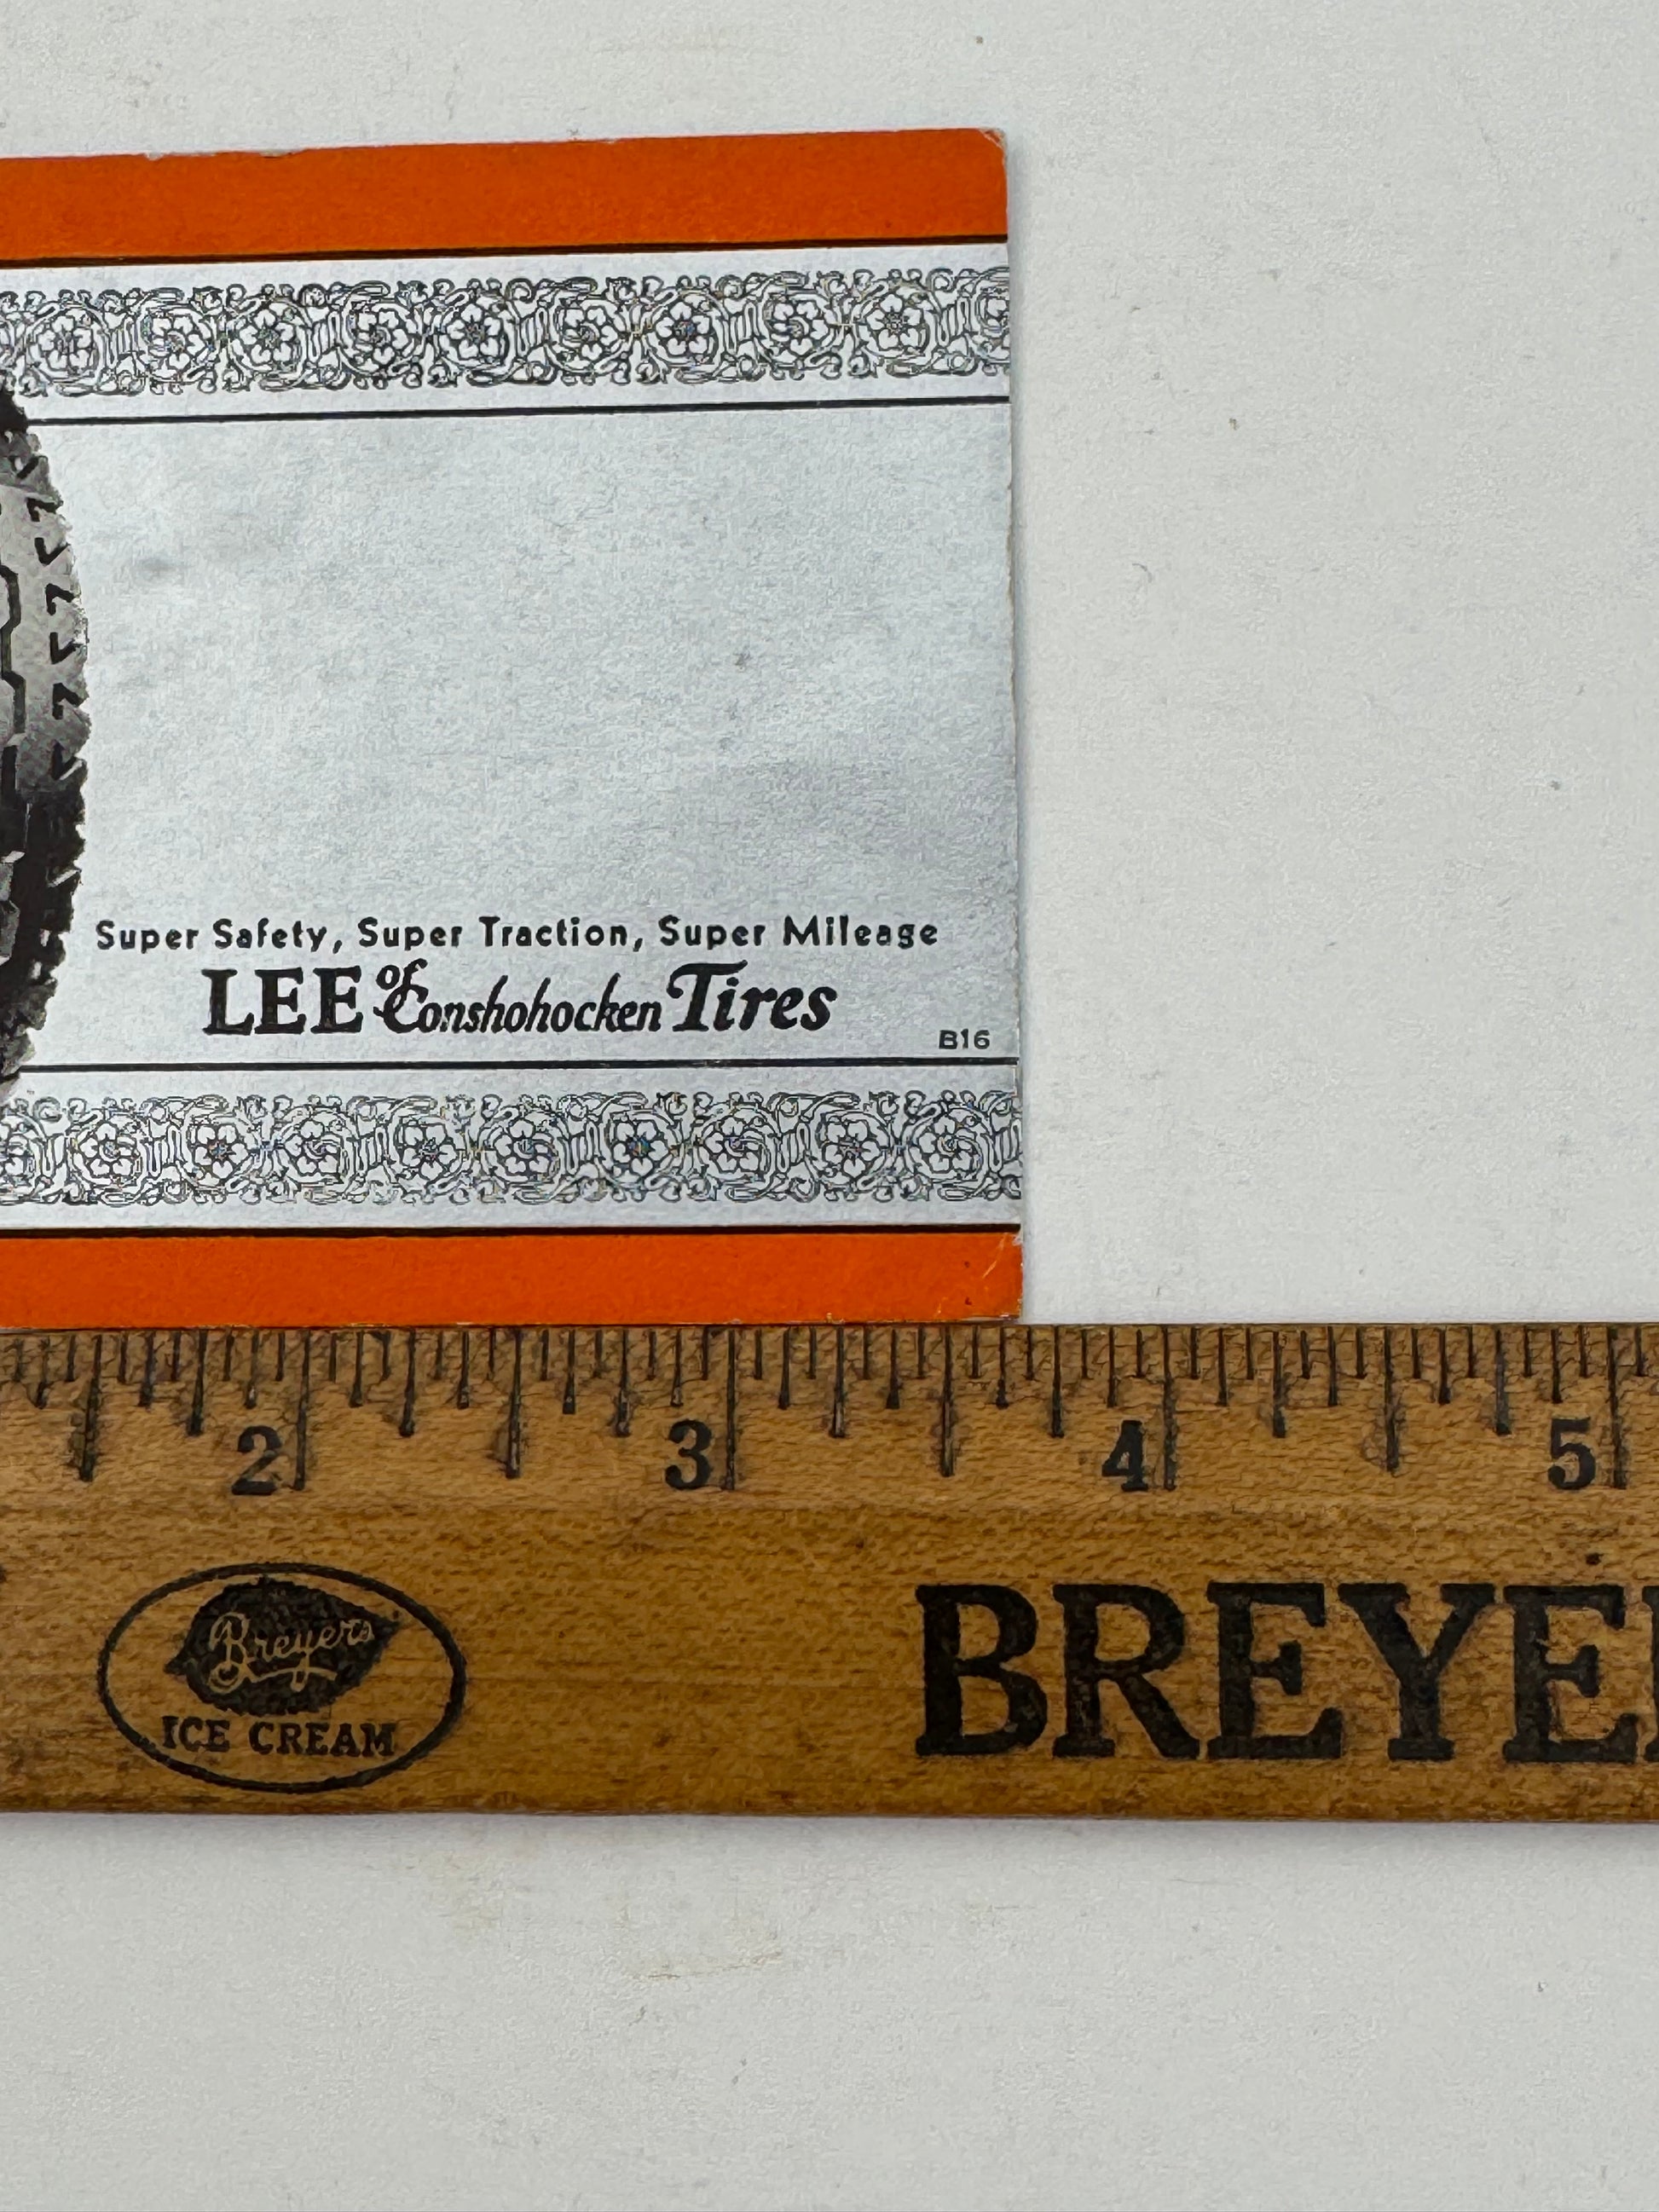 Super Safety, Super Traction, Super Mileage
LEE of Conshohocken Tires
B16
2 3 4 5
Breyers
ICE CREAM
BREYE